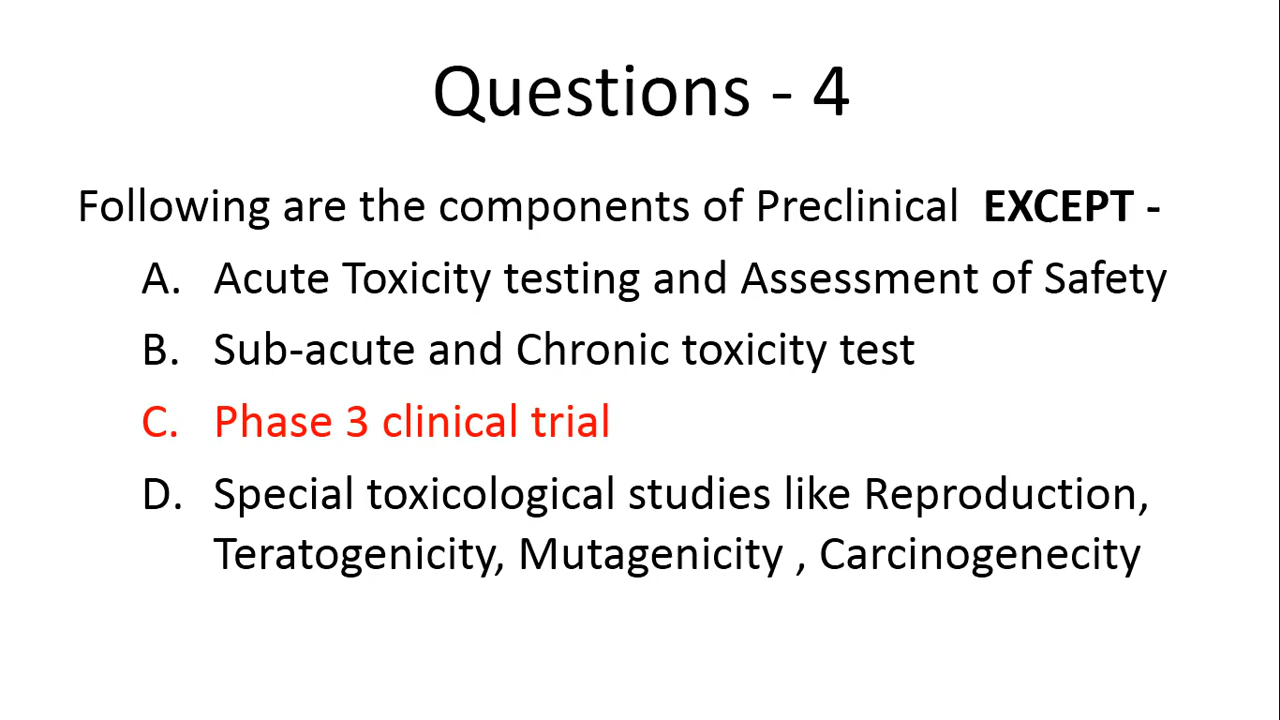 Questions - 4
Following are the components of Preclinical EXCEPT -
A. Acute Toxicity testing and Assessment of Safety
B. Sub-acute and Chronic toxicity test
C. Phase 3 clinical trial
D. Special toxicological studies like Reproduction,
Teratogenicity, Mutagenicity , Carcinogenecity